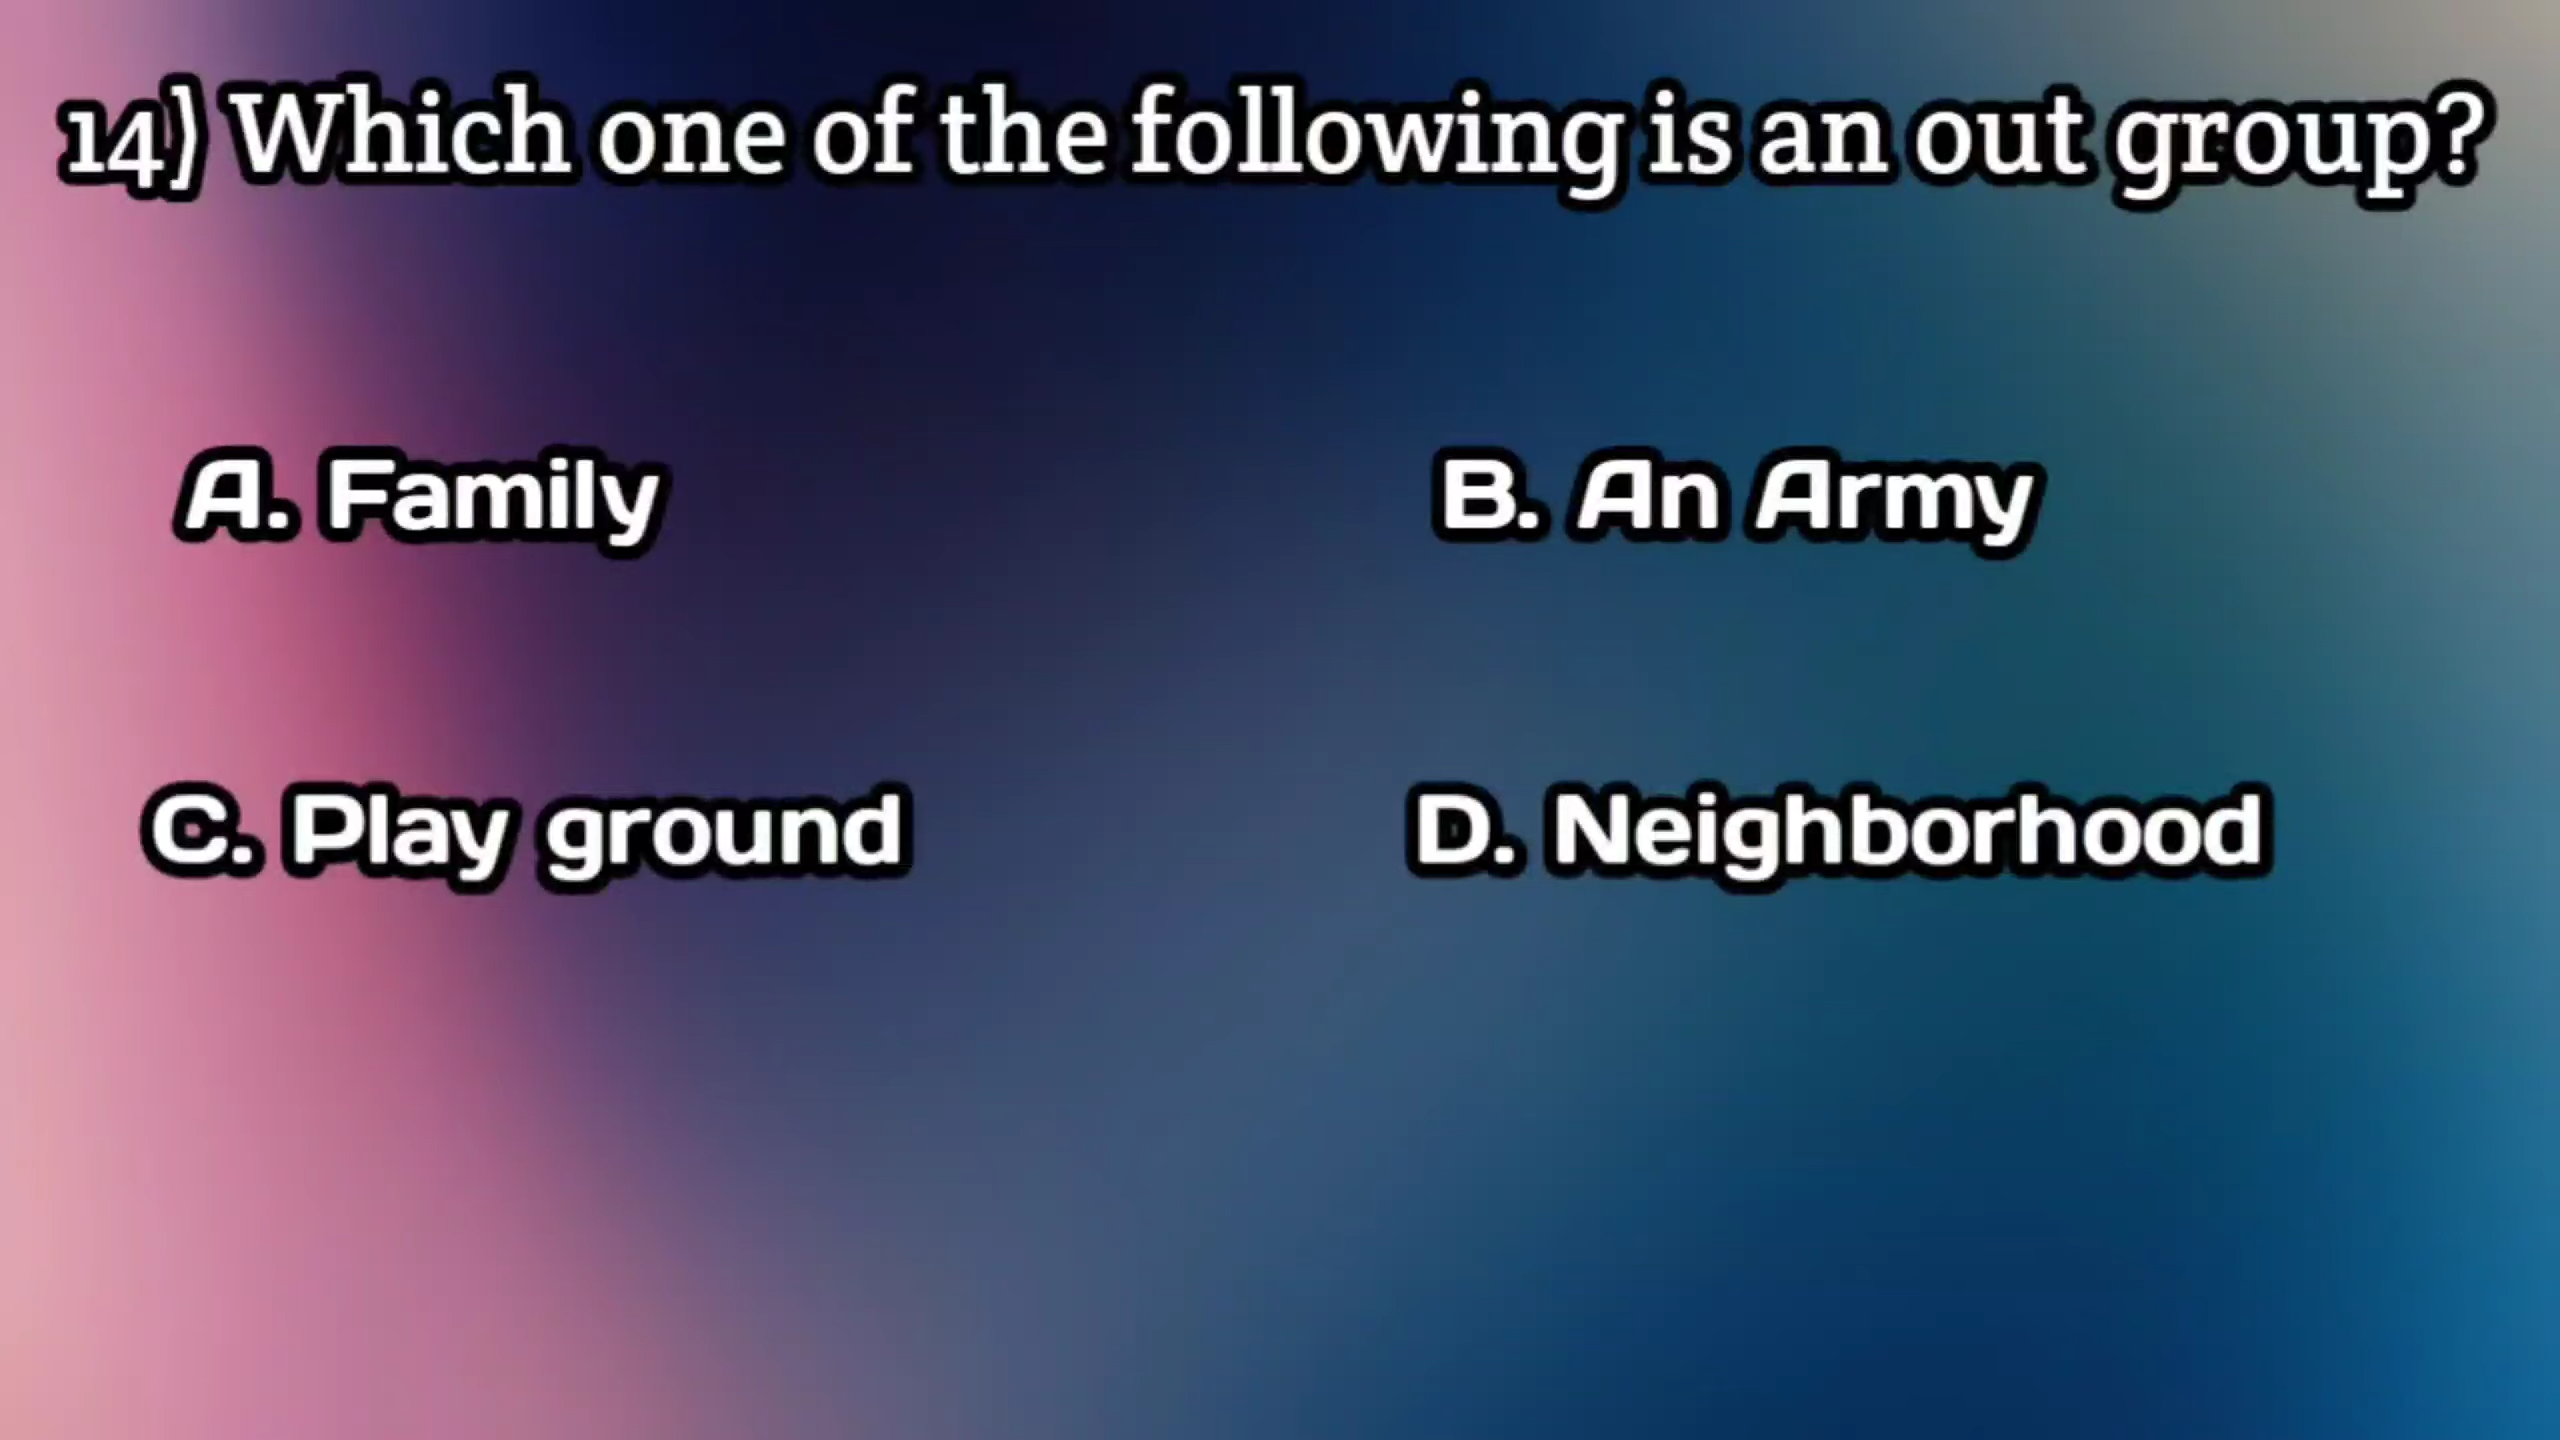 14) Which one of the following is an out group?
A. Family
B. An Army
C. Play ground
D. Neighborhood